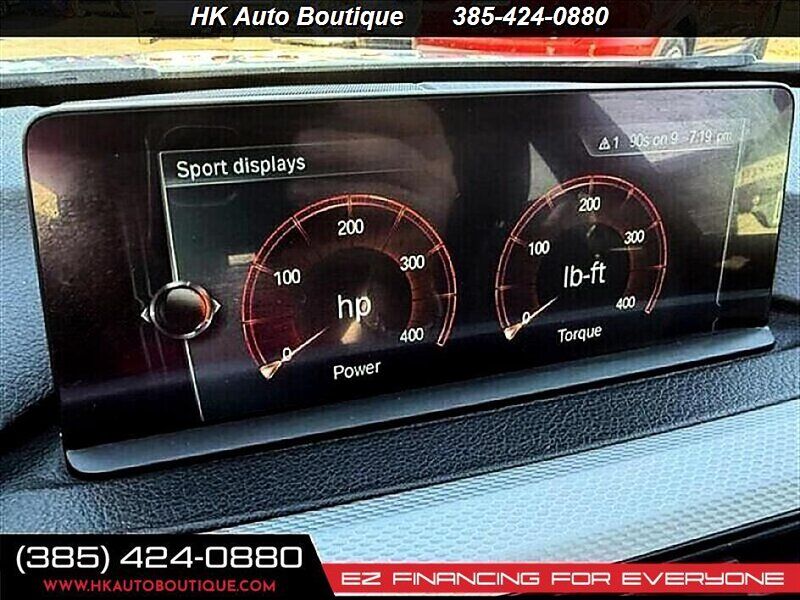 HK Auto Boutique 385-424-0880
Sport displays
1 90s on 9 7:19 pm
200
100 300
hp
0 400
Power
200
100 300
lb-ft
0 400
Torque
(385) 424-0880
WWW.HKAUTOBOUTIQUE.COM
EZ FINANCING FOR EVERYONE